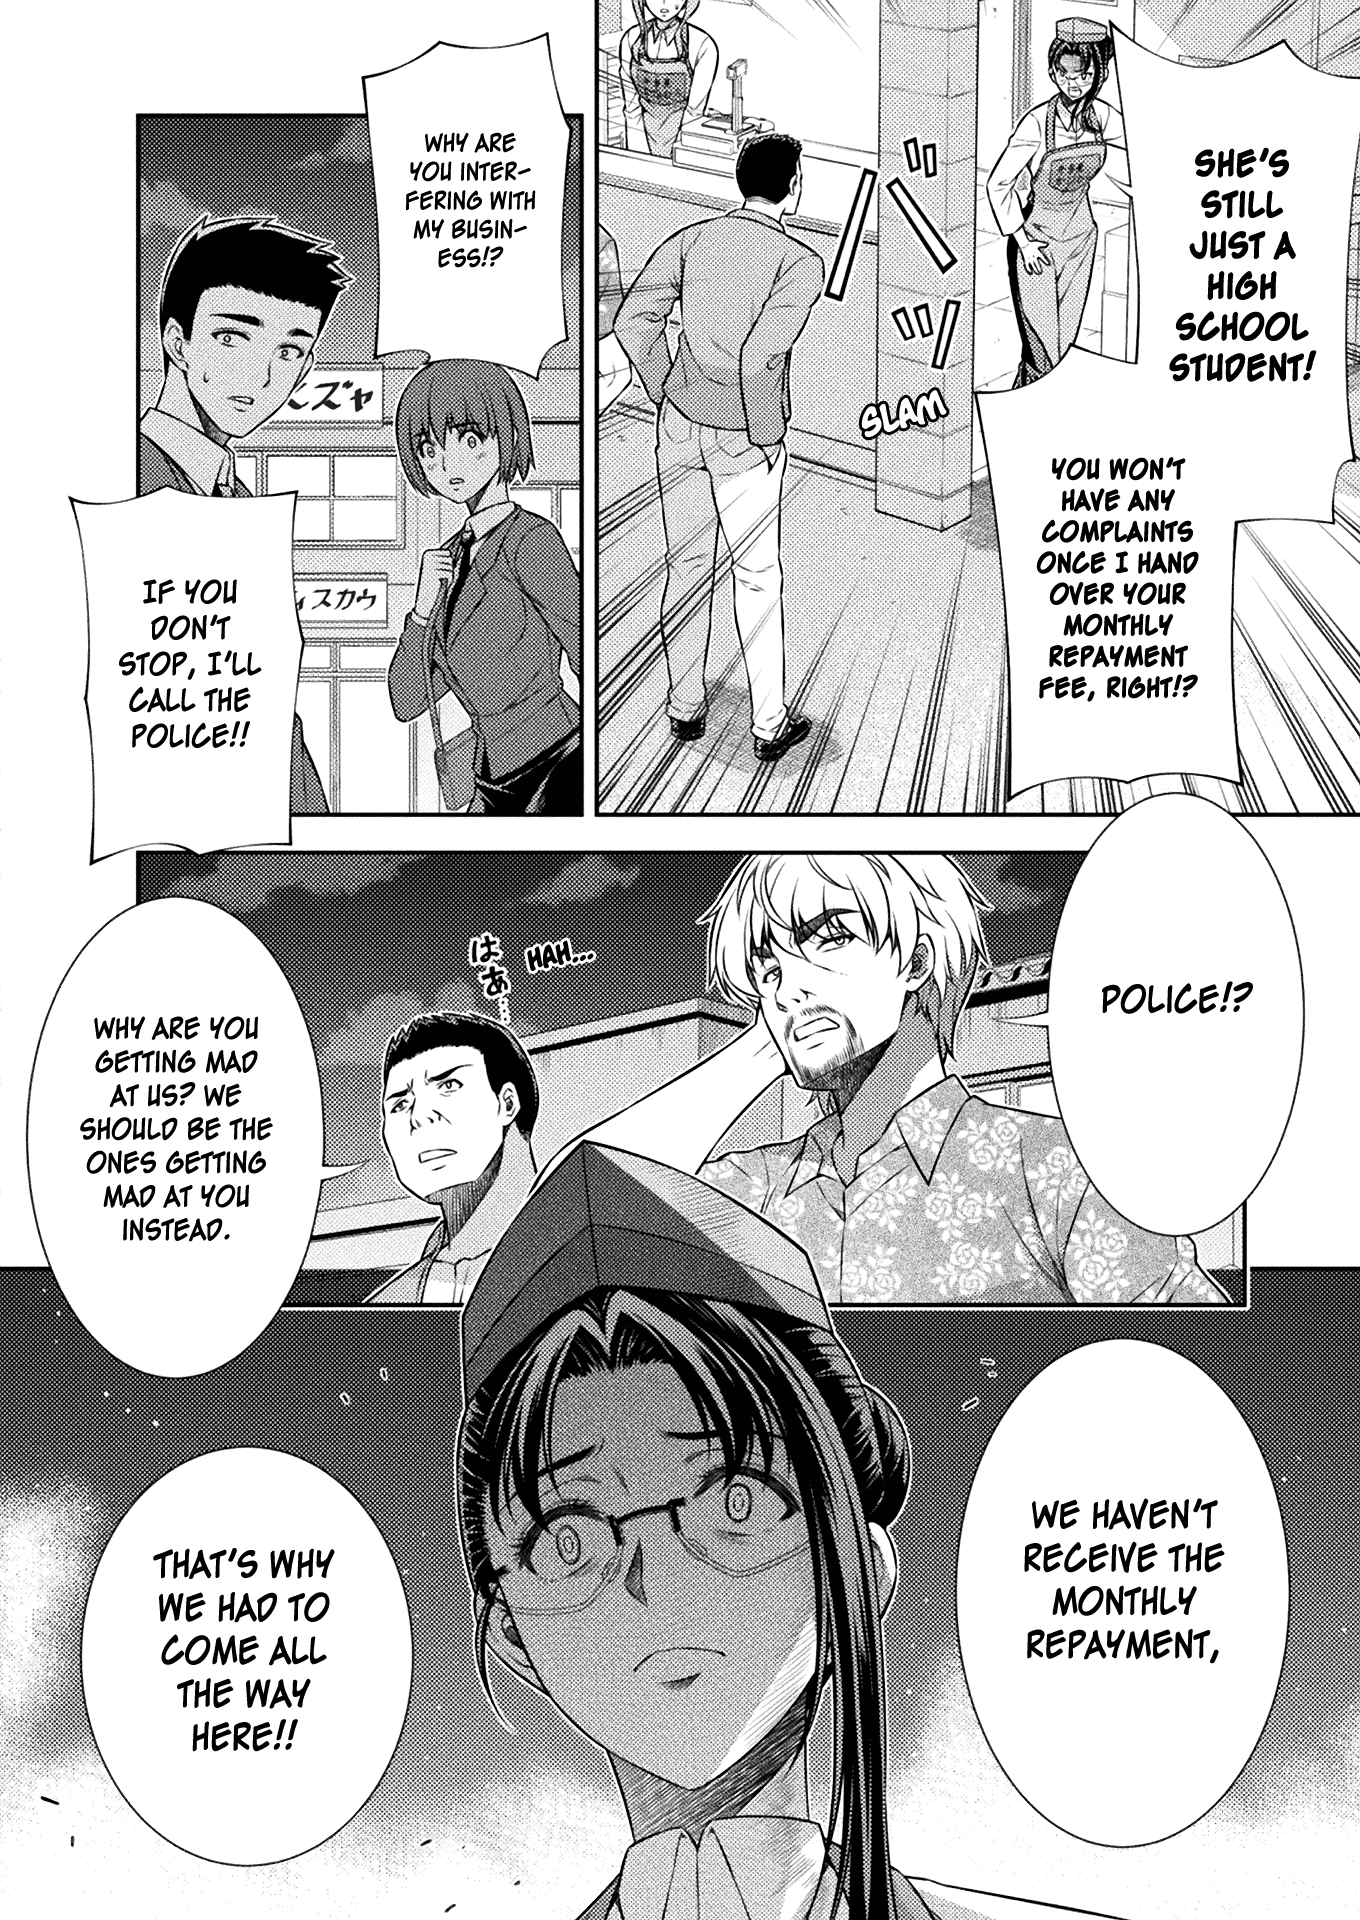 SHE'S
STILL
JUST A
HIGH
SCHOOL
STUDENT!
YOU WON'T
HAVE ANY
COMPLAINTS
ONCE I HAND
OVER YOUR
MONTHLY
REPAYMENT
FEE, RIGHT!?
SLAM
WHY ARE
YOU INTER-
FERING WITH
MY BUSIN-
ESS!?
ズャ
ィスカウ
IF YOU
DON'T
STOP, I'LL
CALL THE
POLICE!!
POLICE!?
はぁ…
HAH...
WHY ARE YOU
GETTING MAD
AT US? WE
SHOULD BE THE
ONES GETTING
MAD AT YOU
INSTEAD.
WE HAVEN'T
RECEIVE THE
MONTHLY
REPAYMENT,
THAT'S WHY
WE HAD TO
COME ALL
THE WAY
HERE!!